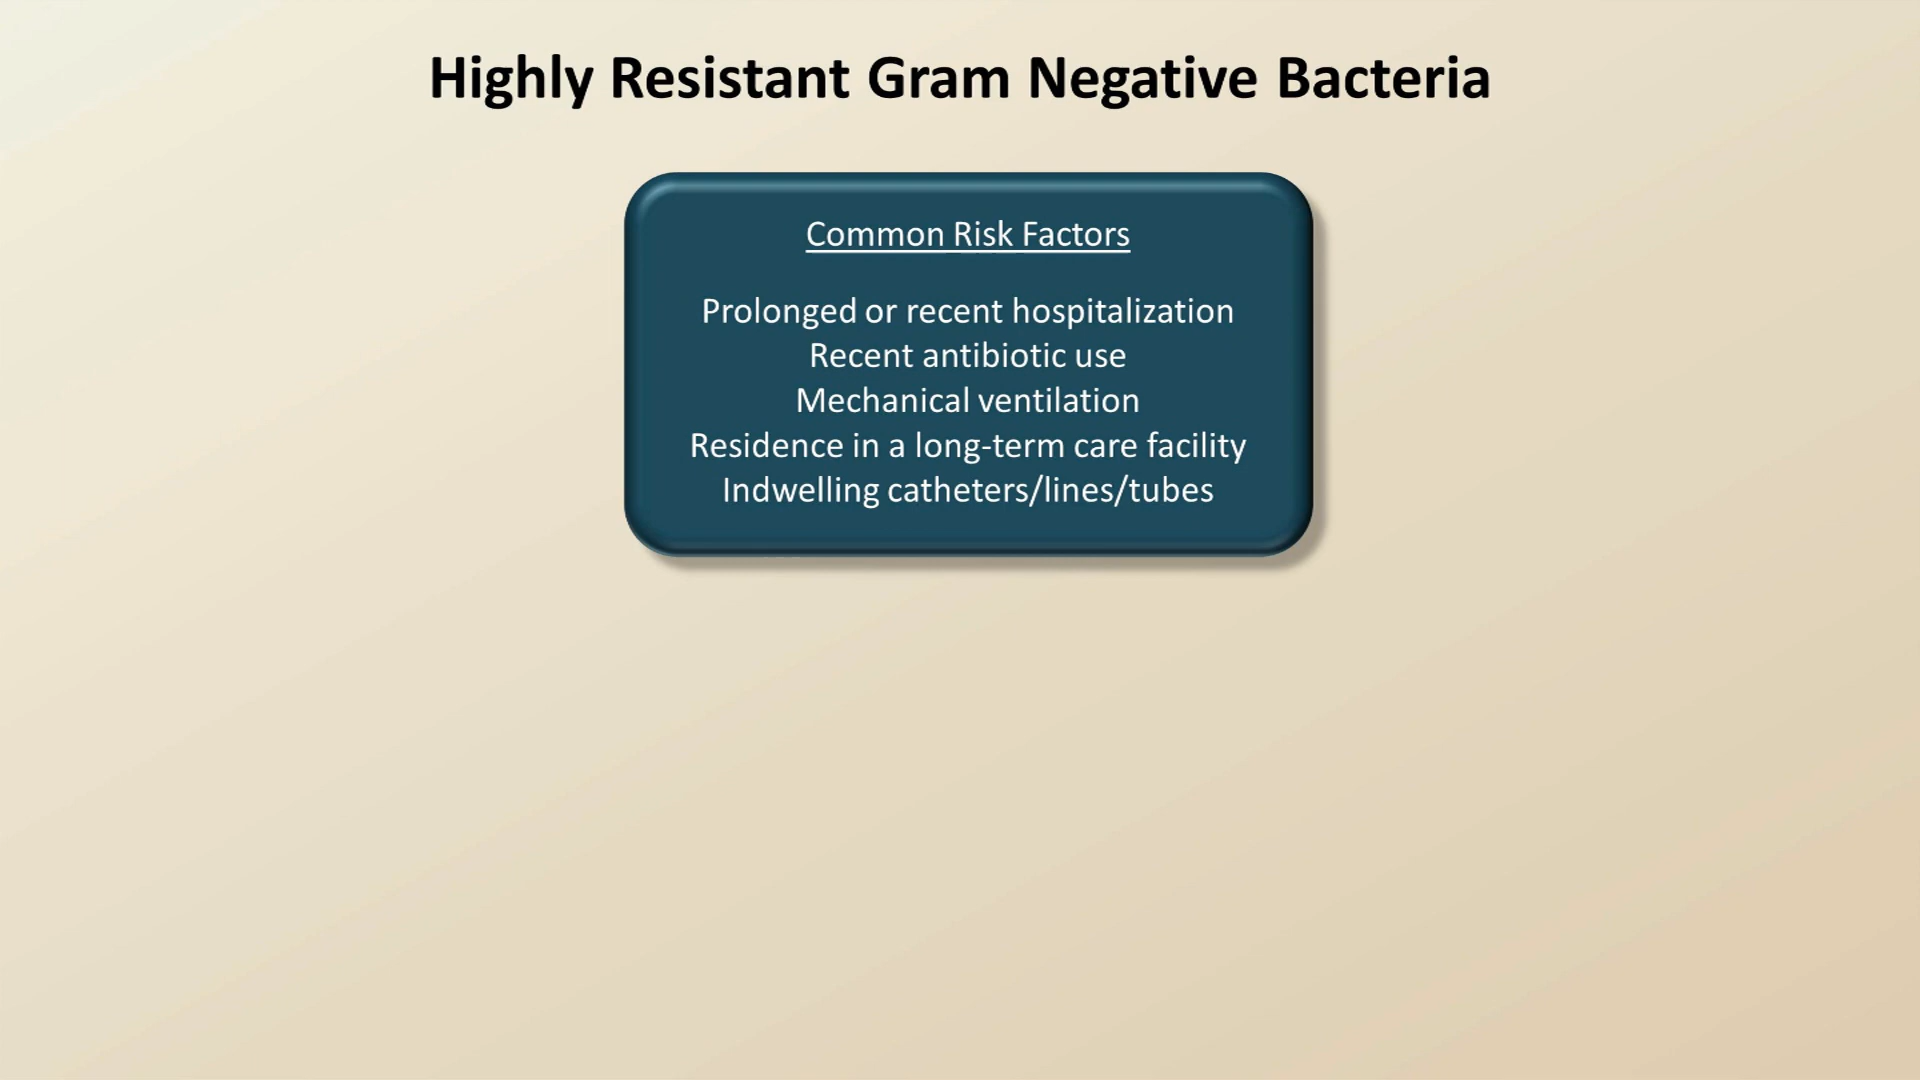 Highly Resistant Gram Negative Bacteria
Common Risk Factors
Prolonged or recent hospitalization
Recent antibiotic use
Mechanical ventilation
Residence in a long-term care facility
Indwelling catheters/lines/tubes